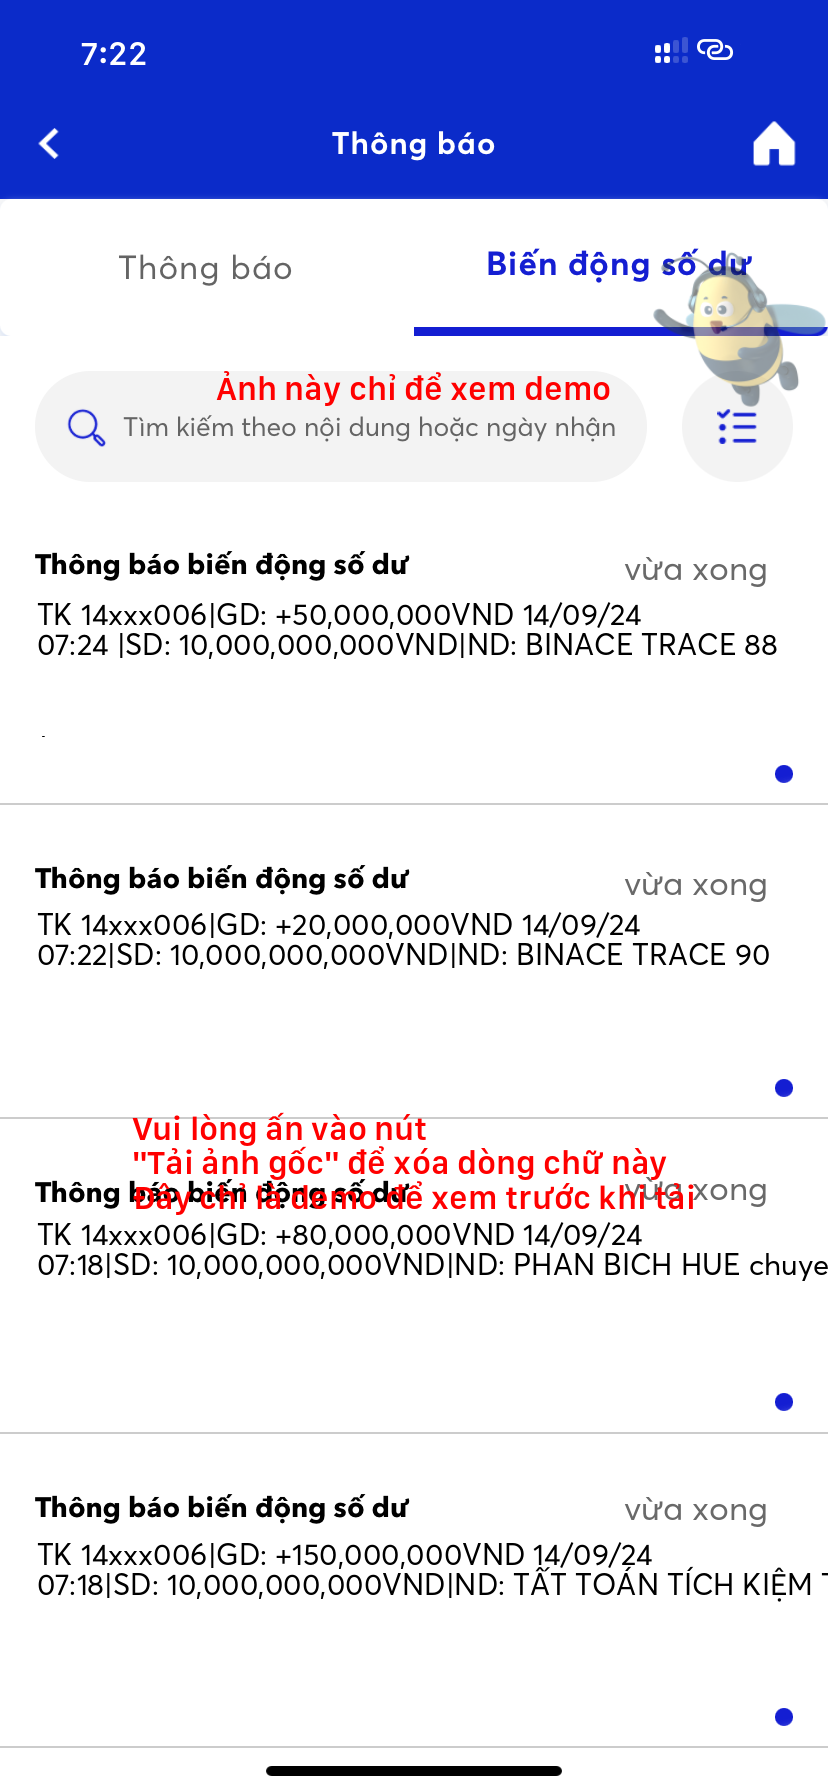 7:22
Thông báo
Thông báo
Biến động số dư
Ảnh này chỉ để xem demo
Tìm kiếm theo nội dung hoặc ngày nhận
Thông báo biến động số dư
vừa xong
TK 14xxx006|GD: +50,000,000VND 14/09/24
07:24 |SD: 10,000,000,000VND|ND: BINACE TRACE 88
Thông báo biến động số dư
vừa xong
TK 14xxx006|GD: +20,000,000VND 14/09/24
07:22|SD: 10,000,000,000VND|ND: BINACE TRACE 90
Vui lòng ấn vào nút
"Tải ảnh gốc" để xóa dòng chữ này
Đây chỉ là demo để xem trước khi tải
Thông báo biến động số dư
vừa xong
TK 14xxx006|GD: +80,000,000VND 14/09/24
07:18|SD: 10,000,000,000VND|ND: PHAN BICH HUE chuye
Thông báo biến động số dư
vừa xong
TK 14xxx006|GD: +150,000,000VND 14/09/24
07:18|SD: 10,000,000,000VND|ND: TẤT TOÁN TÍCH KIỆM T